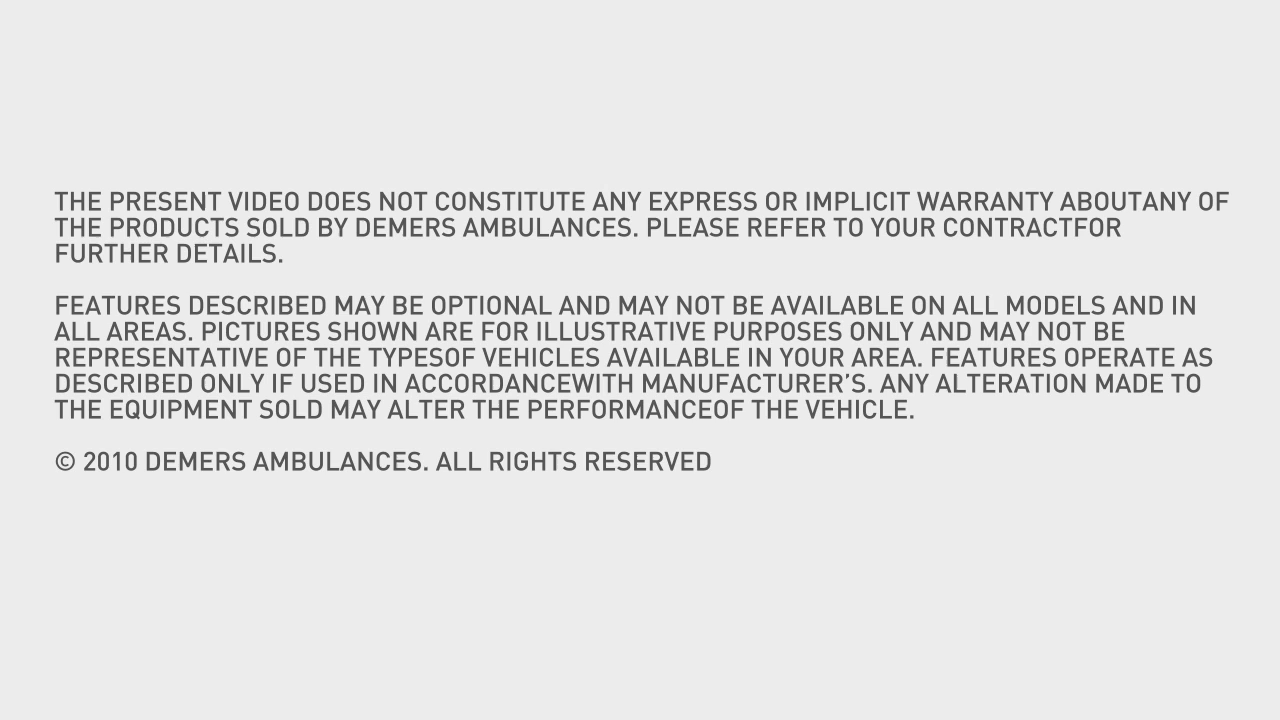 THE PRESENT VIDEO DOES NOT CONSTITUTE ANY EXPRESS OR IMPLICIT WARRANTY ABOUTANY OF
THE PRODUCTS SOLD BY DEMERS AMBULANCES. PLEASE REFER TO YOUR CONTRACTFOR
FURTHER DETAILS.
FEATURES DESCRIBED MAY BE OPTIONAL AND MAY NOT BE AVAILABLE ON ALL MODELS AND IN
ALL AREAS. PICTURES SHOWN ARE FOR ILLUSTRATIVE PURPOSES ONLY AND MAY NOT BE
REPRESENTATIVE OF THE TYPESOF VEHICLES AVAILABLE IN YOUR AREA. FEATURES OPERATE AS
DESCRIBED ONLY IF USED IN ACCORDANCEWITH MANUFACTURER’S. ANY ALTERATION MADE TO
THE EQUIPMENT SOLD MAY ALTER THE PERFORMANCEOF THE VEHICLE.
© 2010 DEMERS AMBULANCES. ALL RIGHTS RESERVED